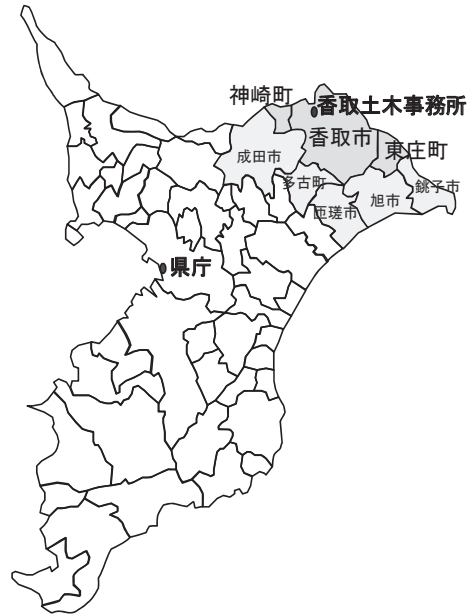 神崎町
香取土木事務所
香取市
東庄町
成田市
多古町
銚子市
旭市
匝瑳市
県庁